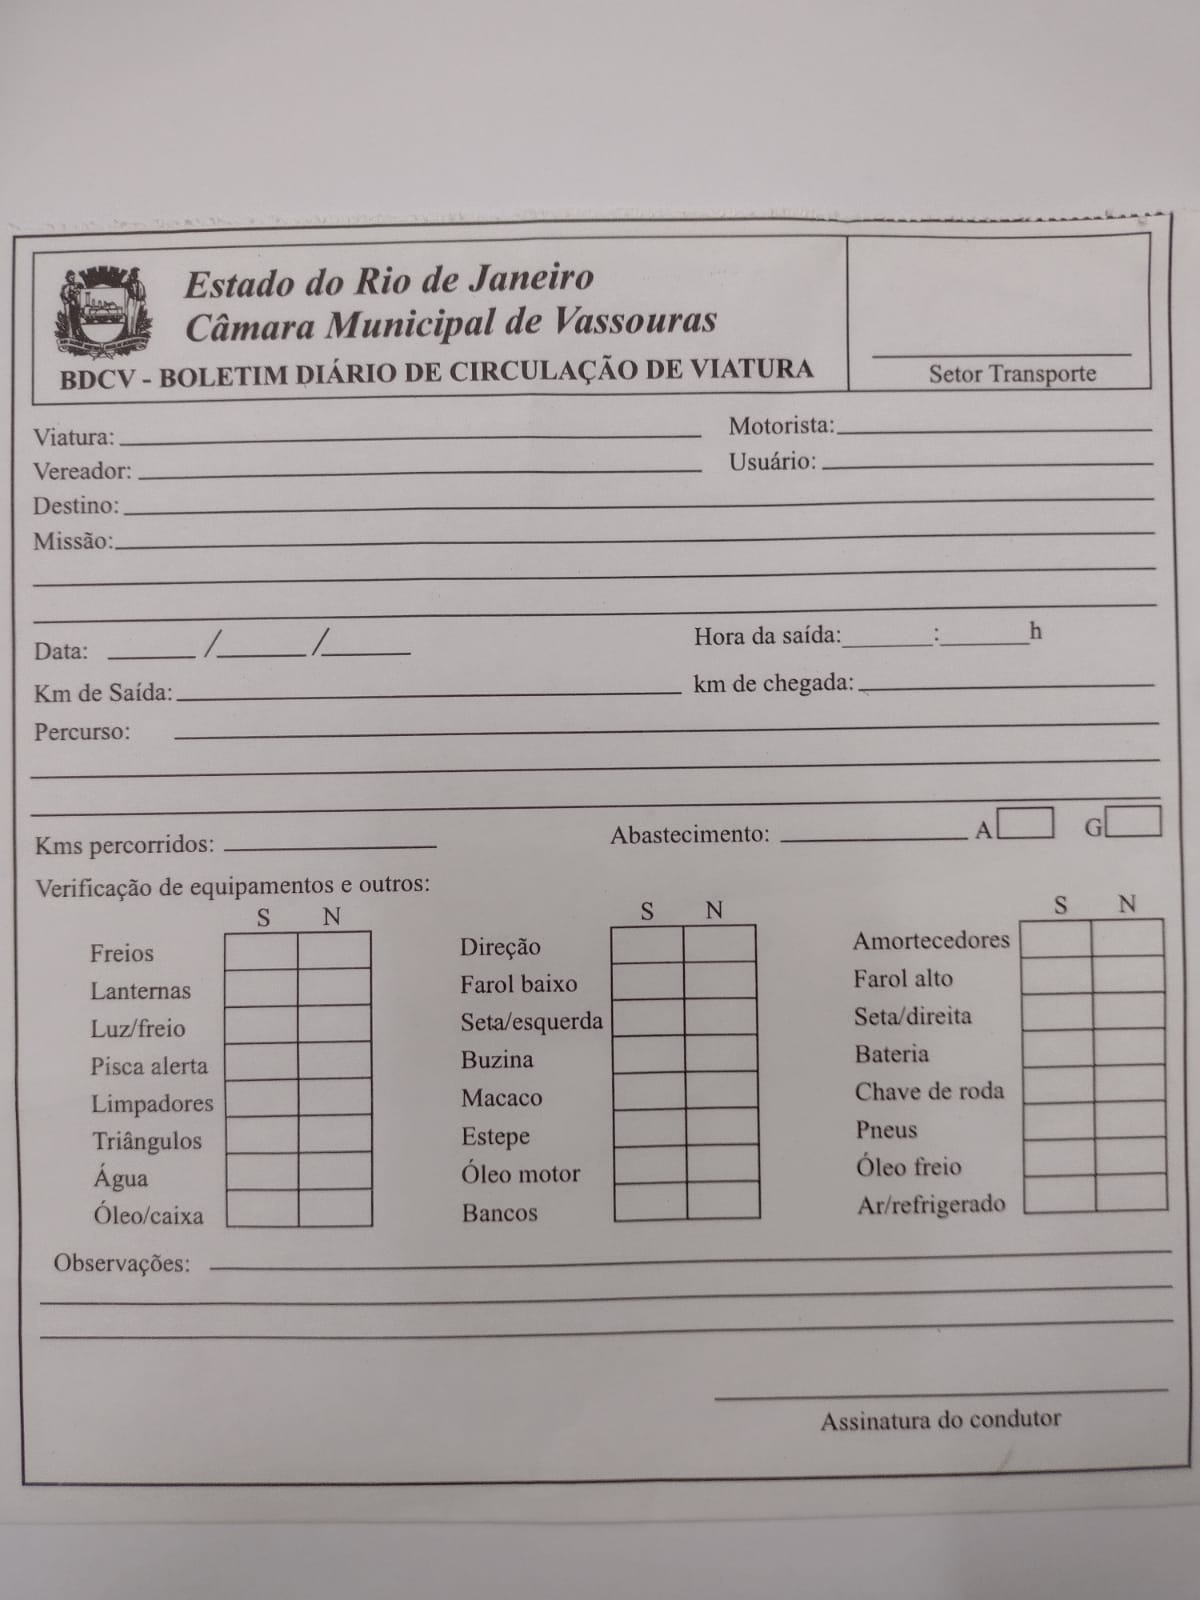 Estado do Rio de Janeiro
Câmara Municipal de Vassouras
BDCV - BOLETIM DIÁRIO DE CIRCULAÇÃO DE VIATURA
Setor Transporte
Viatura: Motorista:
Vereador: Usuário:
Destino:
Missão:
Data: / / Hora da saída: : h
Km de Saída: km de chegada:
Percurso:
Kms percorridos: Abastecimento: A G
Verificação de equipamentos e outros:
S N S N S N
Freios Direção Amortecedores
Lanternas Farol baixo Farol alto
Luz/freio Seta/esquerda Seta/direita
Pisca alerta Buzina Bateria
Limpadores Macaco Chave de roda
Triângulos Estepe Pneus
Água Óleo motor Óleo freio
Óleo/caixa Bancos Ar/refrigerado
Observações:
Assinatura do condutor